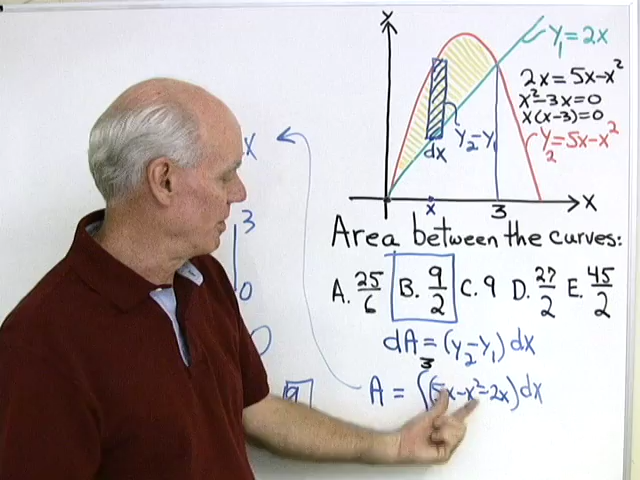 Y
Y₁ = 2X
2X = 5X-X²
X²-3X=0
X(X-3)=0
Y₂=5X-X²
Y₂-Y₁
dX
X
X
3
X
3
0
0
Area between the curves:
A. 25/6 B. 9/2 C. 9 D. 27/2 E. 45/2
dA = (Y₂-Y₁) dX
3
A = ∫(5X-X²-2X) dX
9